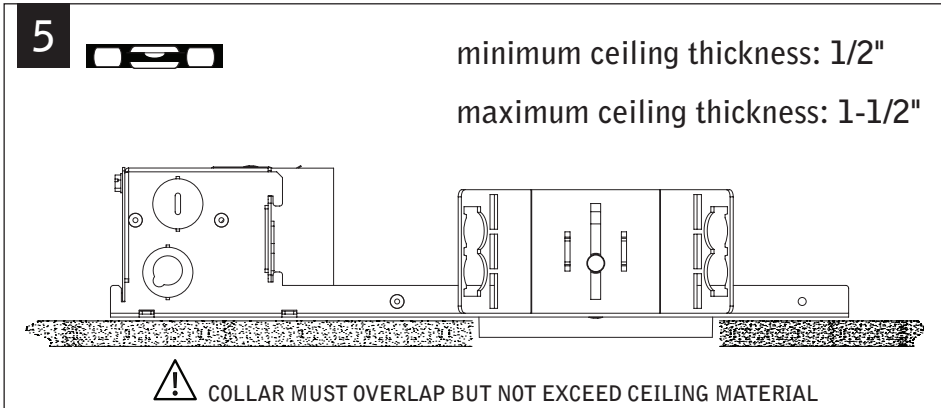 5
minimum ceiling thickness: 1/2"
maximum ceiling thickness: 1-1/2"
COLLAR MUST OVERLAP BUT NOT EXCEED CEILING MATERIAL